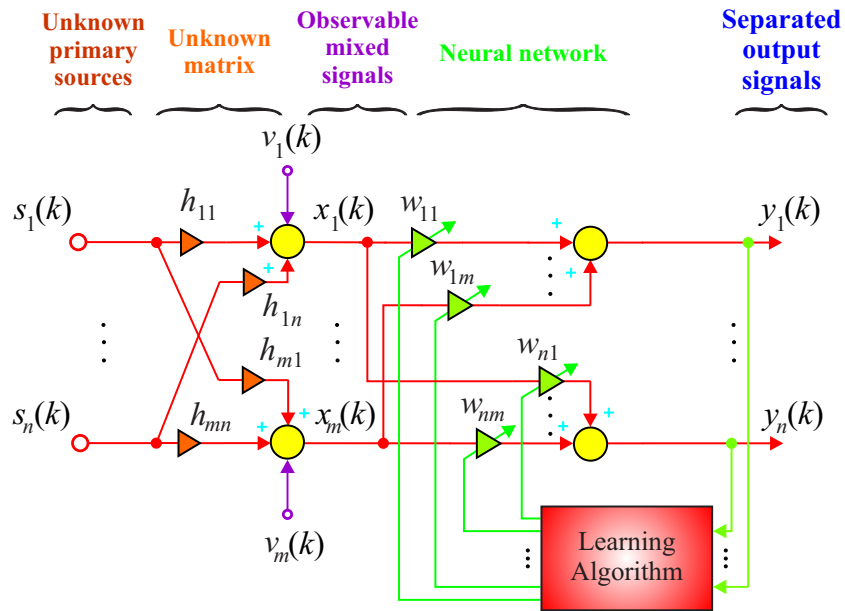 Unknown
primary
sources
Unknown
matrix
Observable
mixed
signals
Neural network
Separated
output
signals
v₁(k)
s₁(k)
h₁₁
+
+
x₁(k)
w₁₁
+
+
y₁(k)
h₁ₙ
w₁ₘ
hₘ₁
wₙ₁
sₙ(k)
hₘₙ
+
+
xₘ(k)
wₙₘ
+
+
yₙ(k)
vₘ(k)
Learning
Algorithm